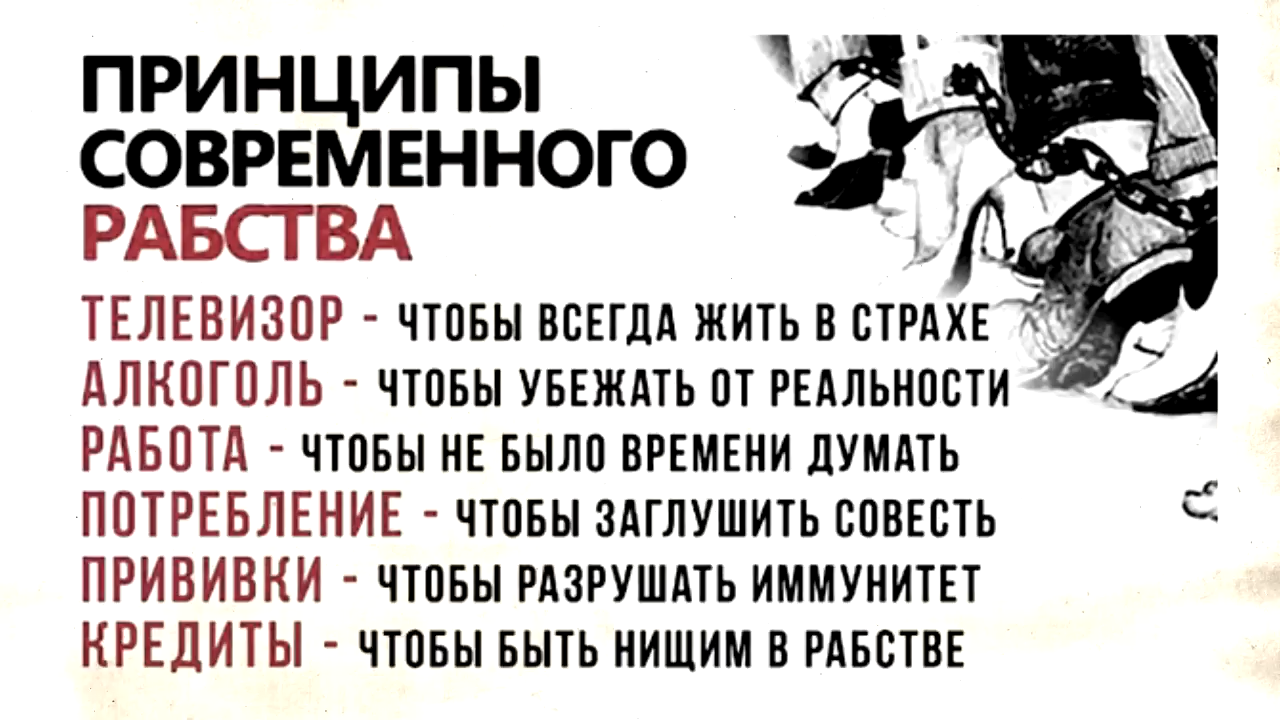 ПРИНЦИПЫ
СОВРЕМЕННОГО
РАБСТВА
ТЕЛЕВИЗОР - ЧТОБЫ ВСЕГДА ЖИТЬ В СТРАХЕ
АЛКОГОЛЬ - ЧТОБЫ УБЕЖАТЬ ОТ РЕАЛЬНОСТИ
РАБОТА - ЧТОБЫ НЕ БЫЛО ВРЕМЕНИ ДУМАТЬ
ПОТРЕБЛЕНИЕ - ЧТОБЫ ЗАГЛУШИТЬ СОВЕСТЬ
ПРИВИВКИ - ЧТОБЫ РАЗРУШАТЬ ИММУНИТЕТ
КРЕДИТЫ - ЧТОБЫ БЫТЬ НИЩИМ В РАБСТВЕ